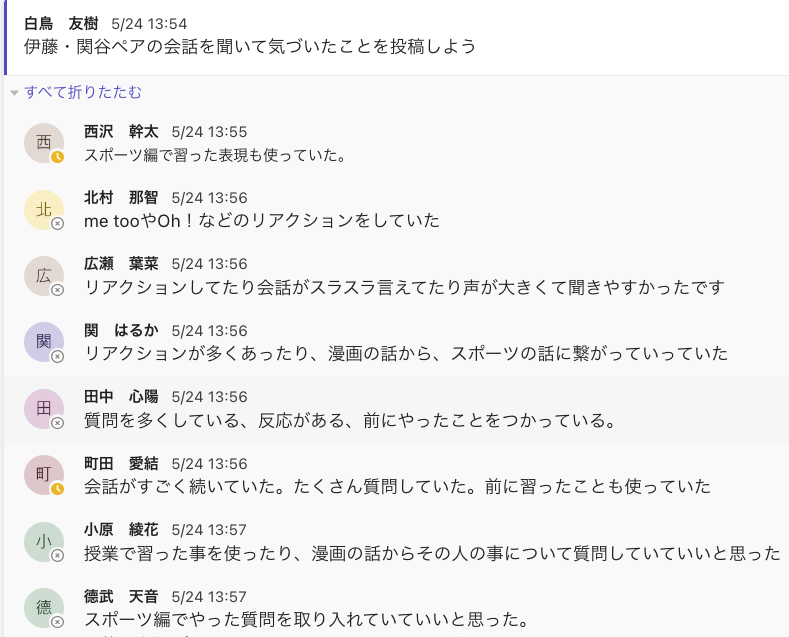 白鳥　友樹 5/24 13:54
伊藤・関谷ペアの会話を聞いて気づいたことを投稿しよう
すべて折りたたむ
西
西沢　幹太 5/24 13:55
スポーツ編で習った表現も使っていた。
北
北村　那智 5/24 13:56
me tooやOh！などのリアクションをしていた
広
広瀬　葉菜 5/24 13:56
リアクションしてたり会話がスラスラ言えてたり声が大きくて聞きやすかったです
関
関　はるか 5/24 13:56
リアクションが多くあったり、漫画の話から、スポーツの話に繋がっていっていた
田
田中　心陽 5/24 13:56
質問を多くしている、反応がある、前にやったことをつかっている。
町
町田　愛結 5/24 13:56
会話がすごく続いていた。たくさん質問していた。前に習ったことも使っていた
小
小原　綾花 5/24 13:57
授業で習った事を使ったり、漫画の話からその人の事について質問していていいと思った
徳
德武　天音 5/24 13:57
スポーツ編でやった質問を取り入れていていいと思った。